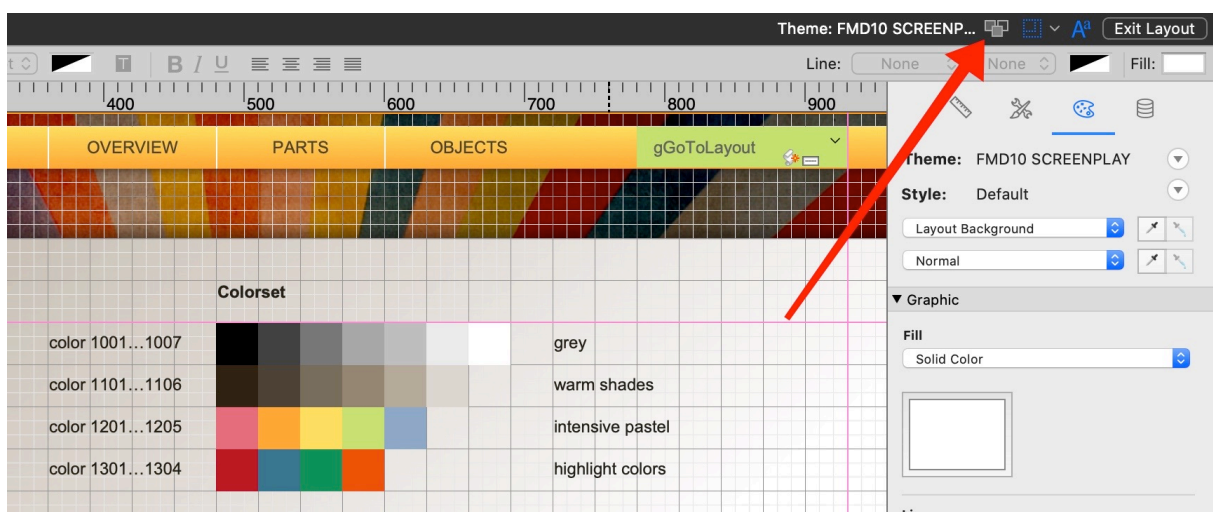 Theme: FMD10 SCREENP... Aa Exit Layout
t T B I U Line: None None Fill:
400 500 600 700 800 900
OVERVIEW PARTS OBJECTS gGoToLayout
Theme: FMD10 SCREENPLAY
Style: Default
Layout Background
Normal
Graphic
Fill
Solid Color
Colorset
color 1001...1007 grey
color 1101...1106 warm shades
color 1201...1205 intensive pastel
color 1301...1304 highlight colors